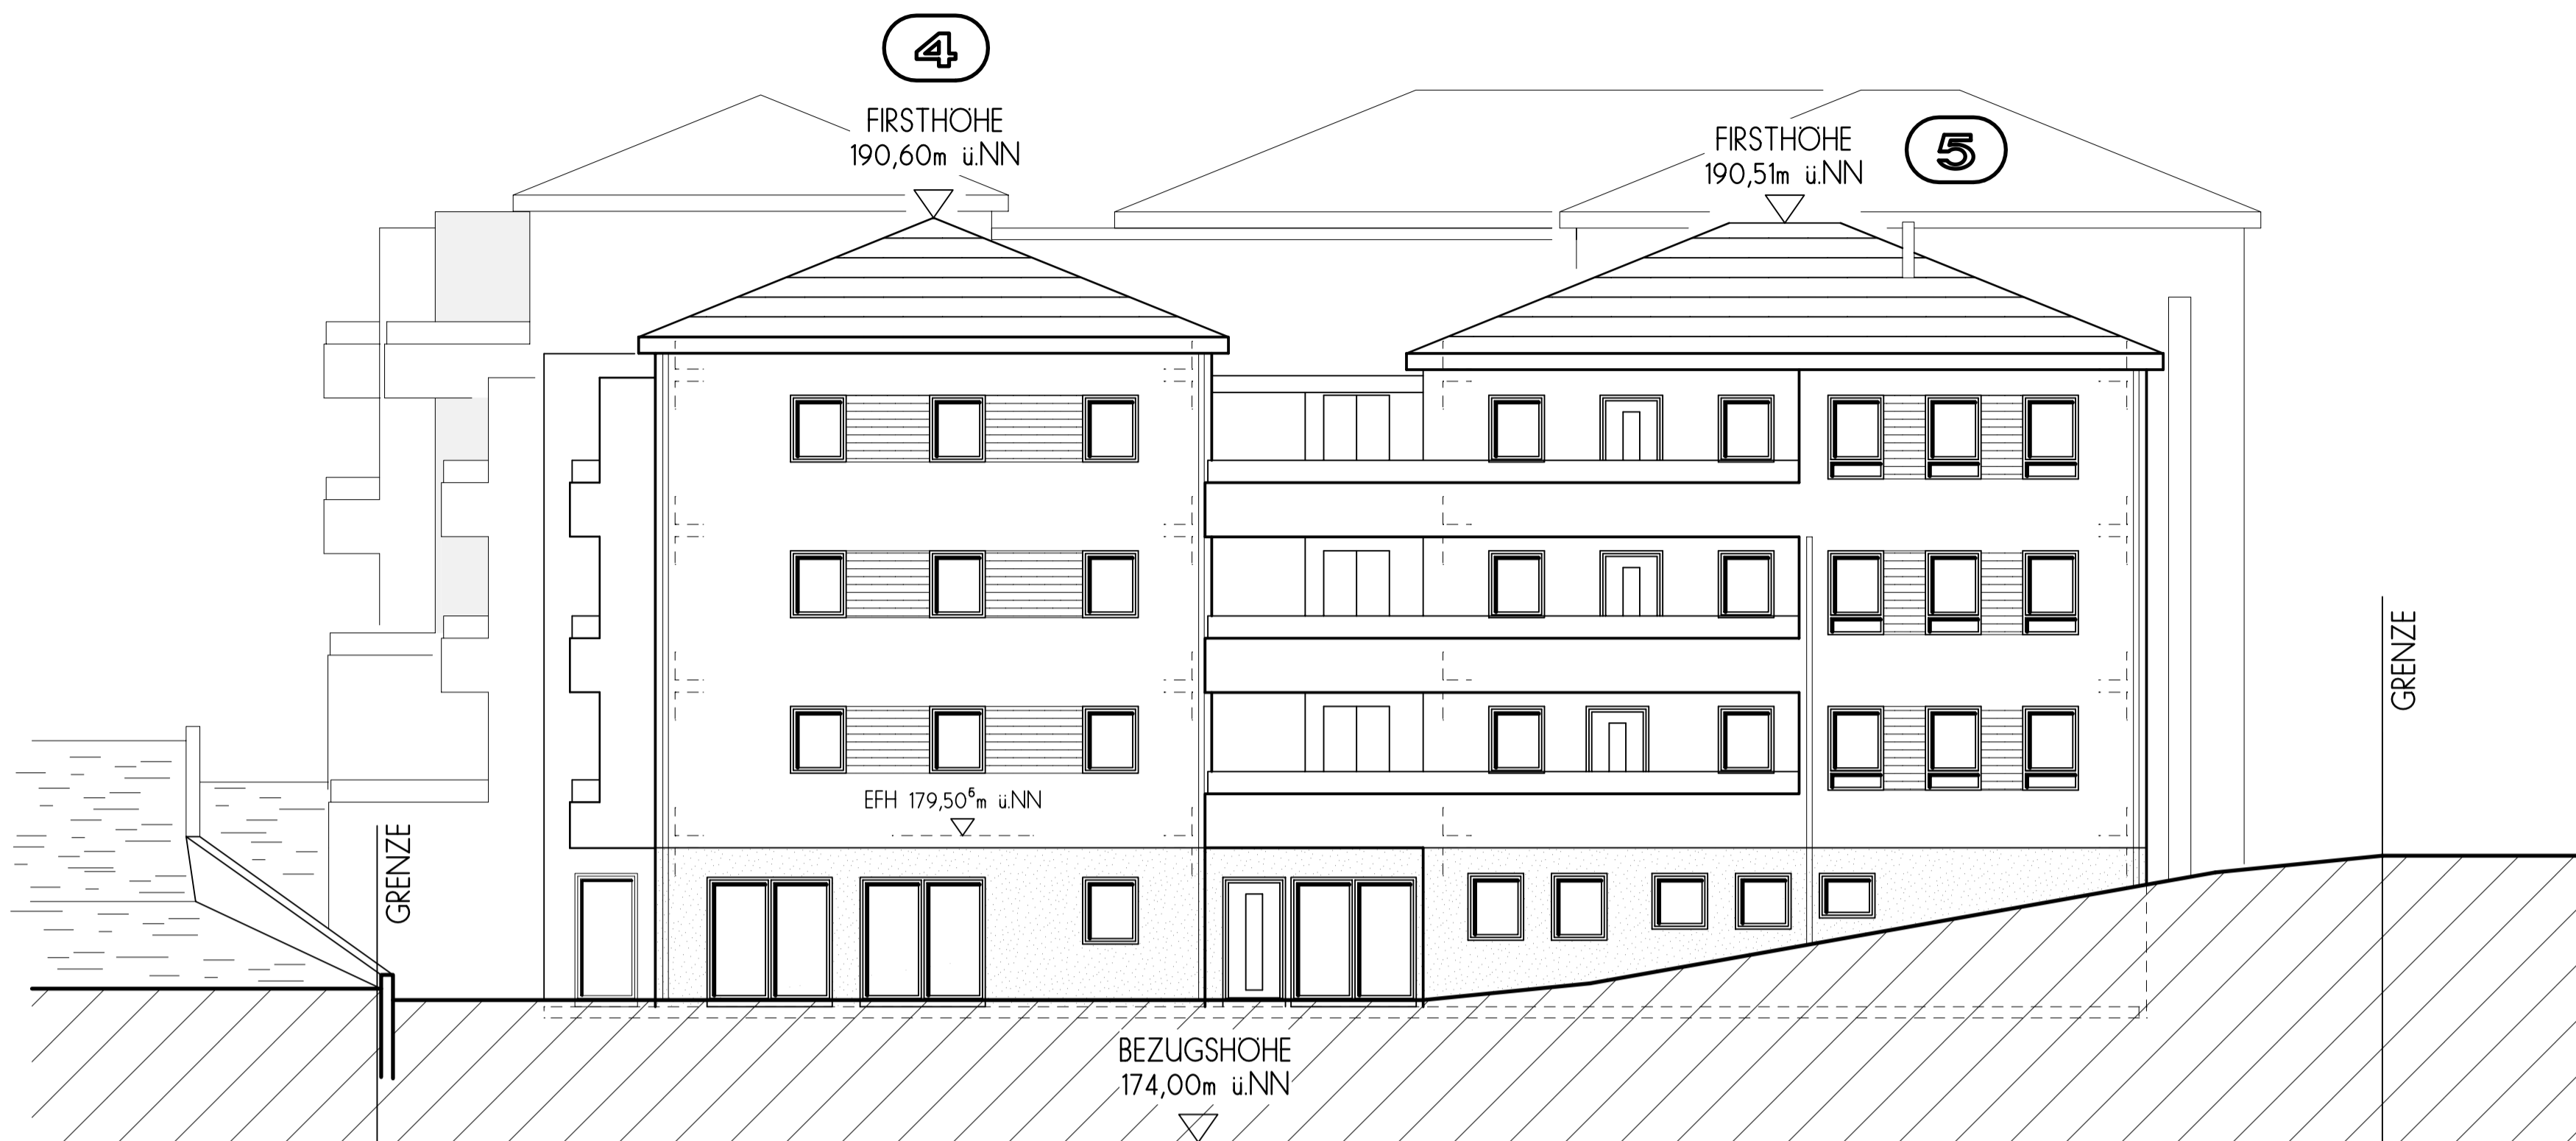 4
FIRSTHÖHE
190,60m ü.NN
FIRSTHÖHE
190,51m ü.NN
5
GRENZE
EFH 179,50⁶m ü.NN
GRENZE
BEZUGSHÖHE
174,00m ü.NN